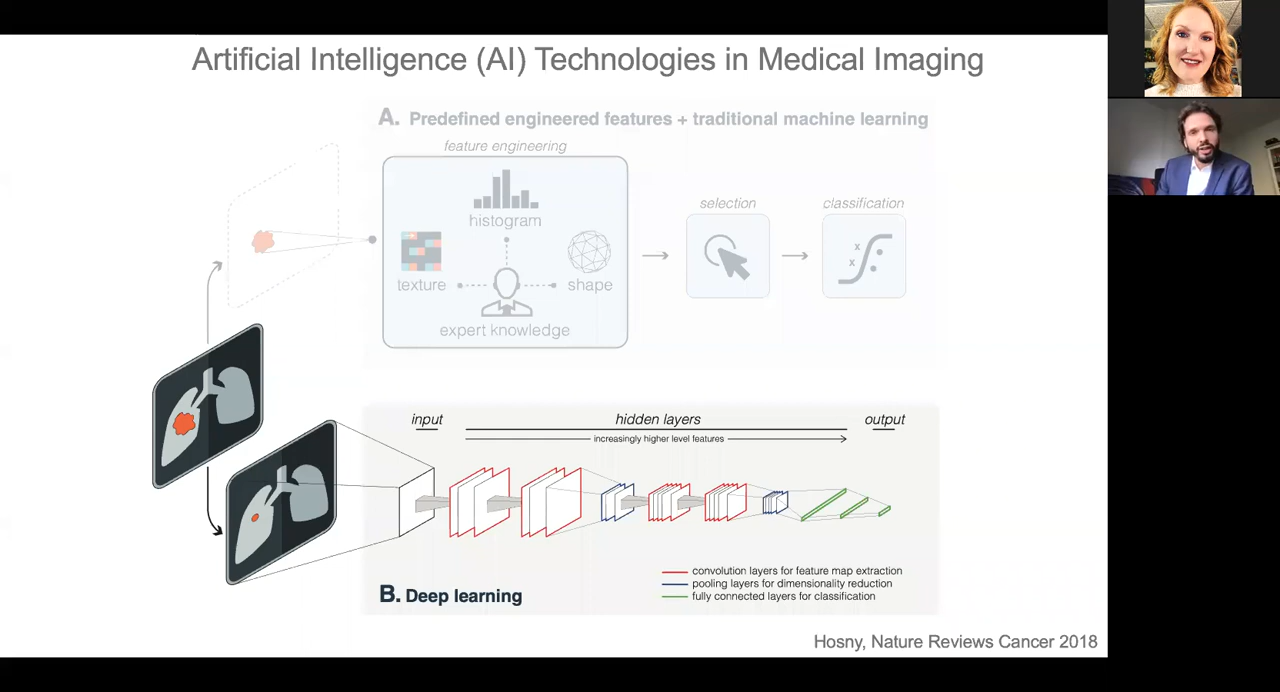 Artificial Intelligence (AI) Technologies in Medical Imaging
A. Predefined engineered features + traditional machine learning
feature engineering
histogram
texture
shape
expert knowledge
selection
classification
x
x
input
hidden layers
output
increasingly higher level features
convolution layers for feature map extraction
pooling layers for dimensionality reduction
fully connected layers for classification
B. Deep learning
Hosny, Nature Reviews Cancer 2018